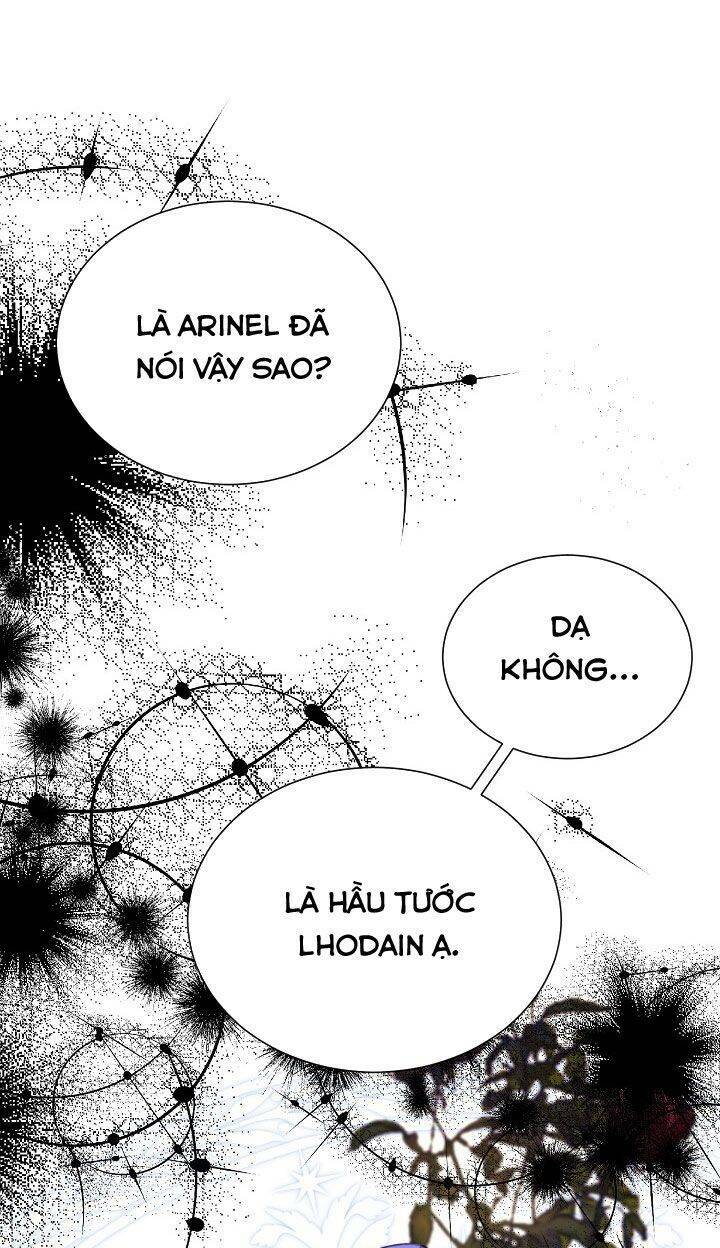 LÀ ARINEL ĐÃ
NÓI VẬY SAO?
DẠ
KHÔNG...
LÀ HẦU TƯỚC
LHODAIN Ạ.